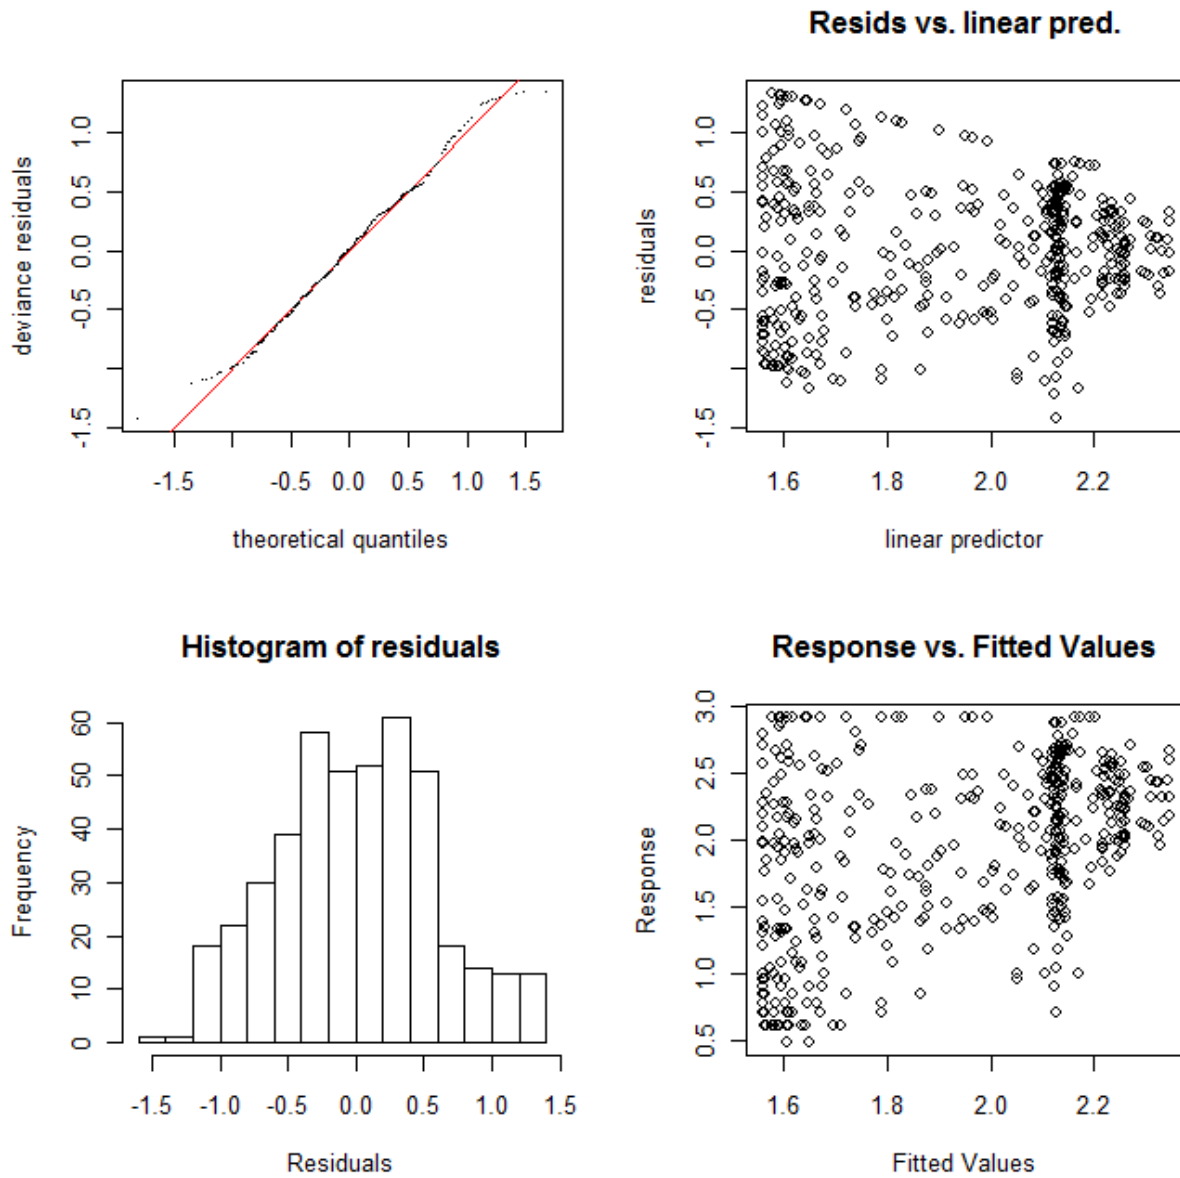 deviance residuals
1.0
0.5
0.0
-0.5
-1.5
-1.5 -0.5 0.0 0.5 1.0 1.5
theoretical quantiles
Resids vs. linear pred.
residuals
1.0
0.5
0.0
-0.5
-1.5
1.6 1.8 2.0 2.2
linear predictor
Histogram of residuals
Frequency
60
50
40
30
20
10
0
-1.5 -1.0 -0.5 0.0 0.5 1.0 1.5
Residuals
Response vs. Fitted Values
Response
3.0
2.5
2.0
1.5
1.0
0.5
1.6 1.8 2.0 2.2
Fitted Values